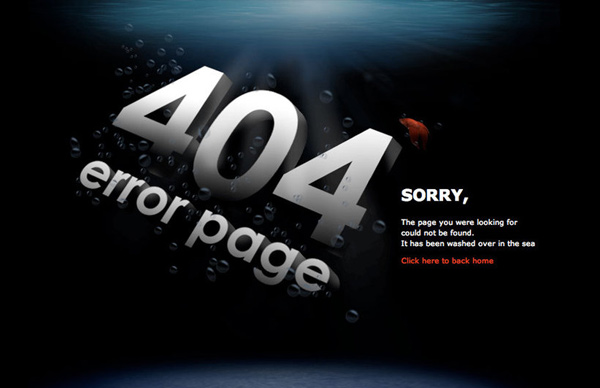 404
error page
SORRY,
The page you were looking for
could not be found.
It has been washed over in the sea
Click here to back home